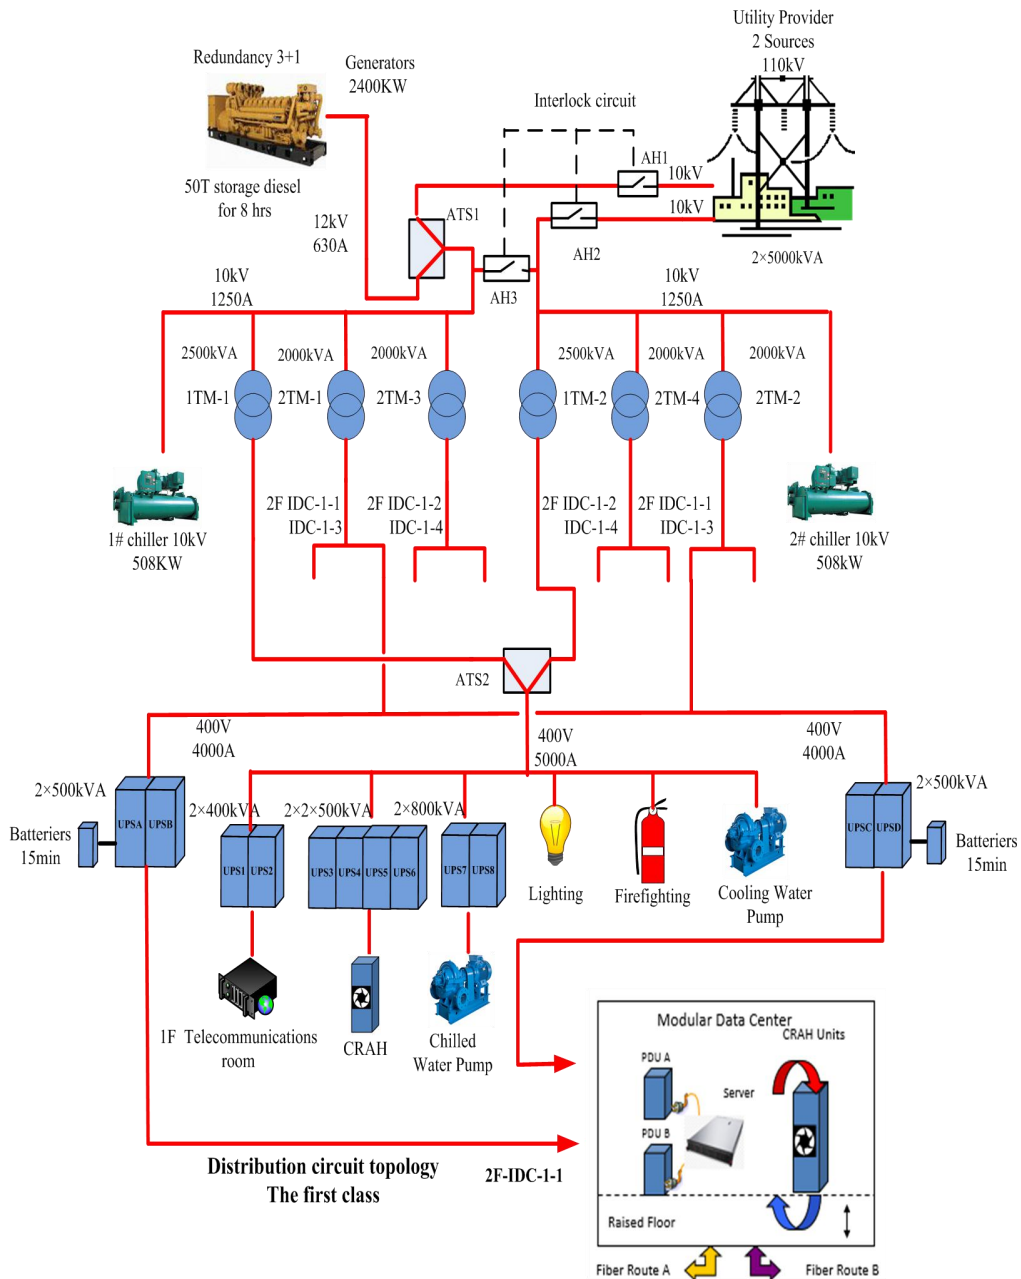 Utility Provider
2 Sources
110kV
Redundancy 3+1
Generators
2400KW
Interlock circuit
AH1
10kV
50T storage diesel
for 8 hrs
12kV
630A
ATS1
10kV
AH2
2×5000kVA
AH3
10kV
1250A
10kV
1250A
2500kVA
2000kVA
2000kVA
2500kVA
2000kVA
2000kVA
1TM-1
2TM-1
2TM-3
1TM-2
2TM-4
2TM-2
2F IDC-1-1
IDC-1-3
2F IDC-1-2
IDC-1-4
2F IDC-1-2
IDC-1-4
2F IDC-1-1
IDC-1-3
1# chiller 10kV
508KW
2# chiller 10kV
508kW
ATS2
400V
4000A
400V
5000A
400V
4000A
2×500kVA
2×400kVA
2×2×500kVA
2×800kVA
2×500kVA
Batteriers
15min
UPSA
UPSB
UPS1
UPS2
UPS3
UPS4
UPS5
UPS6
UPS7
UPS8
UPSC
UPSD
Batteriers
15min
Lighting
Firefighting
Cooling Water
Pump
1F Telecommunications
room
CRAH
Chilled
Water Pump
Modular Data Center
CRAH Units
PDU A
Server
PDU B
Raised Floor
Fiber Route A
Fiber Route B
Distribution circuit topology
The first class
2F-IDC-1-1